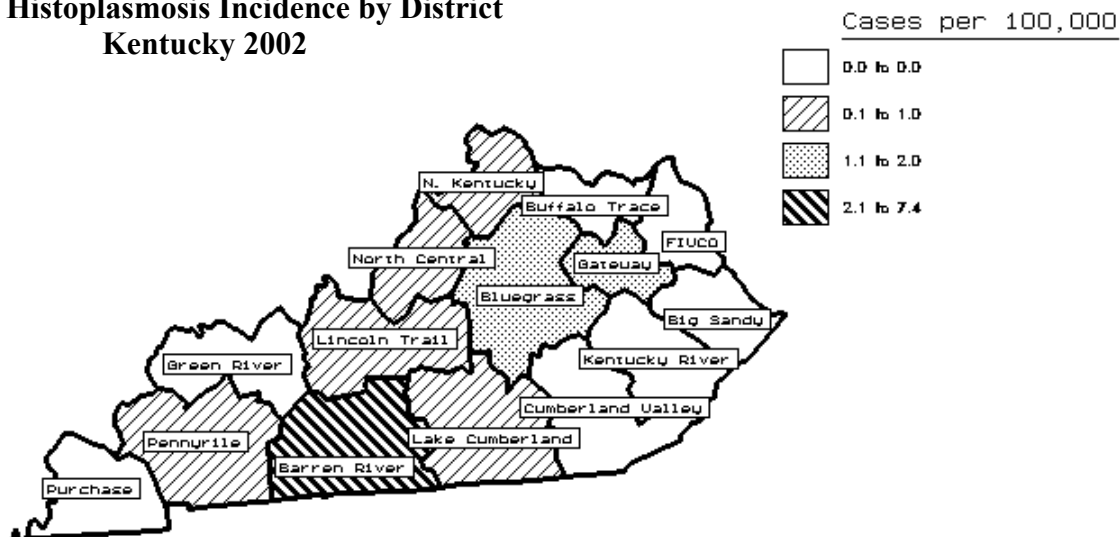 Histoplasmosis Incidence by District
Kentucky 2002
Cases per 100,000
0.0 to 0.0
0.1 to 1.0
1.1 to 2.0
2.1 to 7.4
N. Kentucky
Buffalo Trace
FIVCO
North Central
Gateway
Bluegrass
Big Sandy
Lincoln Trail
Kentucky River
Green River
Cumberland Valley
Pennyrile
Lake Cumberland
Barren River
Purchase